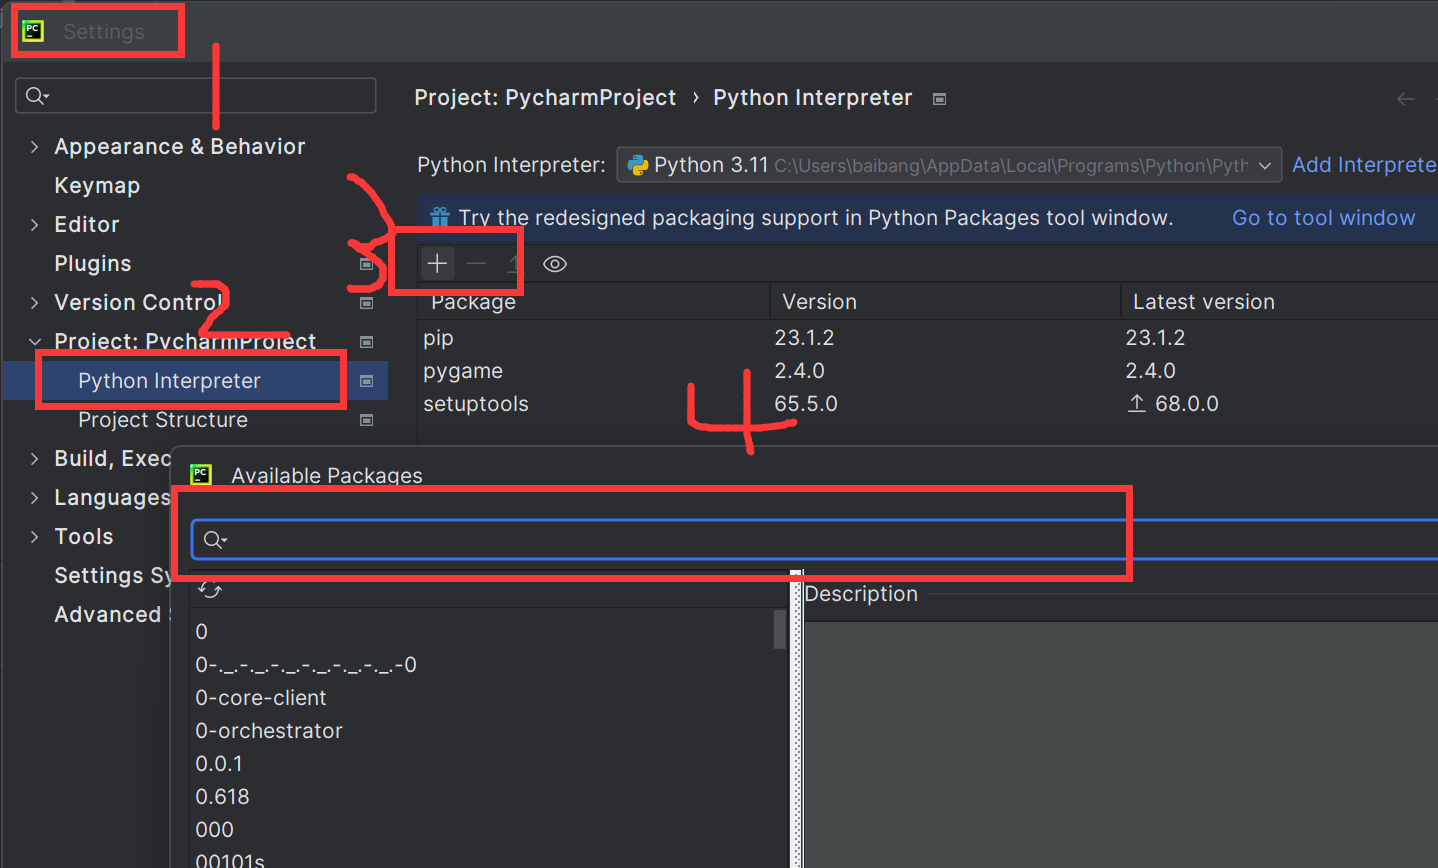 PC Settings
1
Project: PycharmProject › Python Interpreter
Appearance & Behavior
Keymap
Editor
Plugins
Version Control
Project: PycharmProject
Python Interpreter
Project Structure
Build, Exec
Languages
Tools
Settings Sy
Advanced S
2
Python Interpreter: Python 3.11 C:\Users\baibang\AppData\Local\Programs\Python\Pyth Add Interprete
Try the redesigned packaging support in Python Packages tool window. Go to tool window
3
Package Version Latest version
pip 23.1.2 23.1.2
pygame 2.4.0 2.4.0
setuptools 65.5.0 68.0.0
4
PC Available Packages
Description
0
0-._.-._.-._.-._.-._.-._.-0
0-core-client
0-orchestrator
0.0.1
0.618
000
00101s